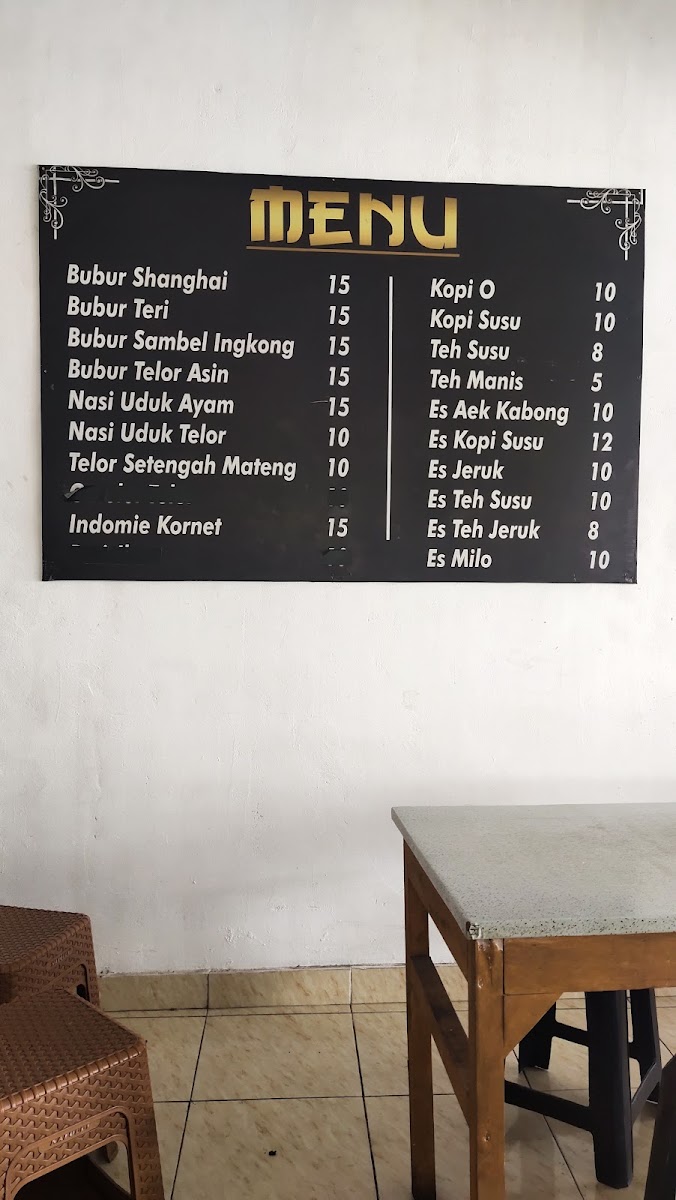 MENU
Bubur Shanghai 15
Bubur Teri 15
Bubur Sambel Ingkong 15
Bubur Telor Asin 15
Nasi Uduk Ayam 15
Nasi Uduk Telor 10
Telor Setengah Mateng 10
Indomie Kornet 15
Kopi O 10
Kopi Susu 10
Teh Susu 8
Teh Manis 5
Es Aek Kabong 10
Es Kopi Susu 12
Es Jeruk 10
Es Teh Susu 10
Es Teh Jeruk 8
Es Milo 10